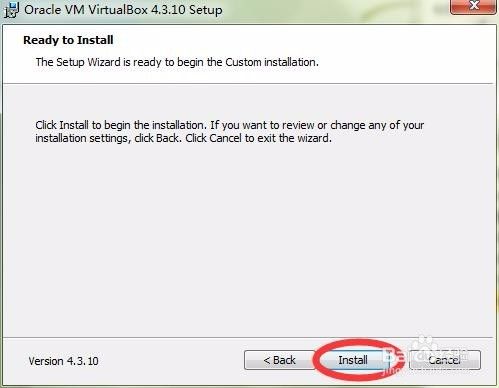 Oracle VM VirtualBox 4.3.10 Setup
Ready to Install
The Setup Wizard is ready to begin the Custom installation.
Click Install to begin the installation. If you want to review or change any of your
installation settings, click Back. Click Cancel to exit the wizard.
Version 4.3.10
< Back
Install
Cancel